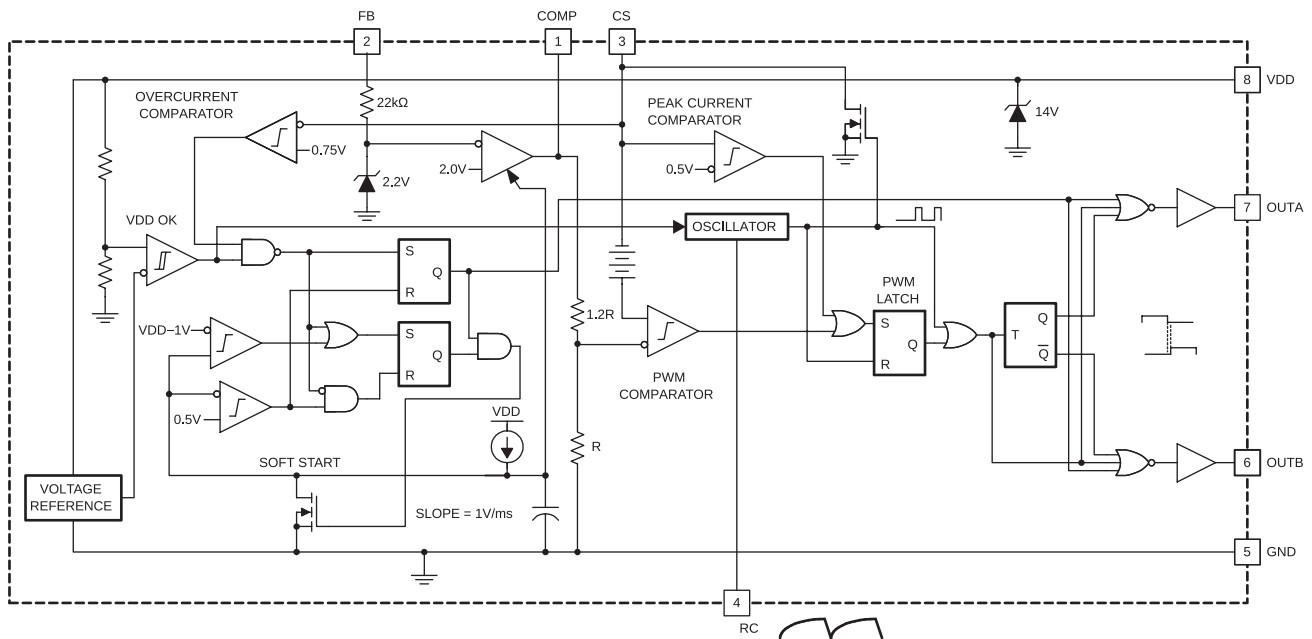 FB
COMP
CS
2
1
3
8
VDD
OVERCURRENT
COMPARATOR
22kΩ
PEAK CURRENT
COMPARATOR
14V
0.75V
2.0V
0.5V
2.2V
VDD OK
7
OUTA
OSCILLATOR
S
Q
R
PWM
LATCH
1.2R
VDD–1V
S
Q
R
S
Q
R
T
Q
Q̅
PWM
COMPARATOR
0.5V
VDD
R
SOFT START
6
OUTB
VOLTAGE
REFERENCE
SLOPE = 1V/ms
5
GND
4
RC